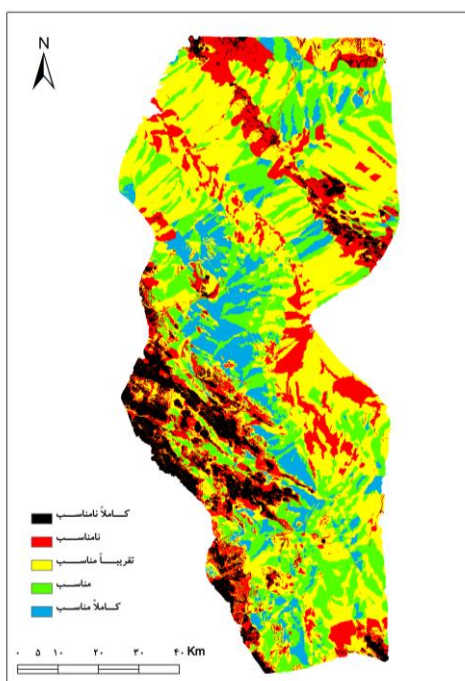 N
کاملاً نامناسب
نامناسب
تقریباً مناسب
مناسب
کاملاً مناسب
۰ ۵ ۱۰ ۲۰ ۳۰ ۴۰ Km